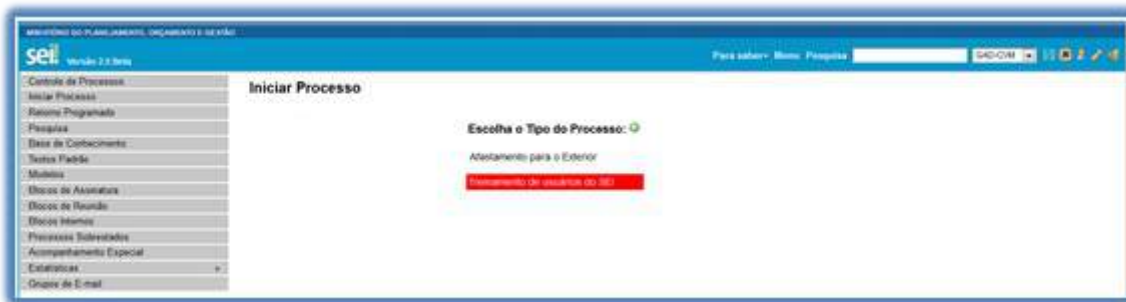 MINISTÉRIO DO PLANEJAMENTO, ORÇAMENTO E GESTÃO
sei! Versão 2.5 Beta
Para saber+ Menu Pesquisa GAD-CVM
Controle de Processos
Iniciar Processo
Retorno Programado
Pesquisa
Base de Conhecimento
Textos Padrão
Modelos
Blocos de Assinatura
Blocos de Reunião
Blocos Internos
Processos Sobrestados
Acompanhamento Especial
Estatísticas
Grupos de E-mail
Iniciar Processo
Escolha o Tipo do Processo:
Afastamento para o Exterior
Treinamento de usuários do SEI